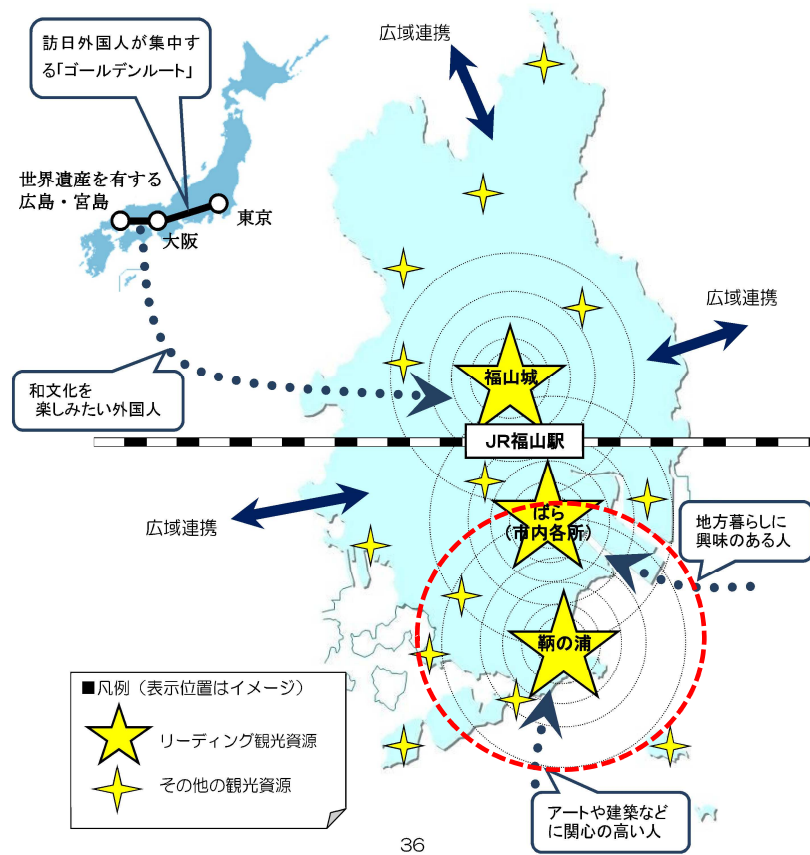 訪日外国人が集中す
る「ゴールデンルート」
広域連携
世界遺産を有する
広島・宮島
東京
大阪
広域連携
和文化を
楽しみたい外国人
福山城
JR福山駅
ばら
（市内各所）
広域連携
地方暮らしに
興味のある人
鞆の浦
■凡例（表示位置はイメージ）
リーディング観光資源
その他の観光資源
アートや建築など
に関心の高い人
36